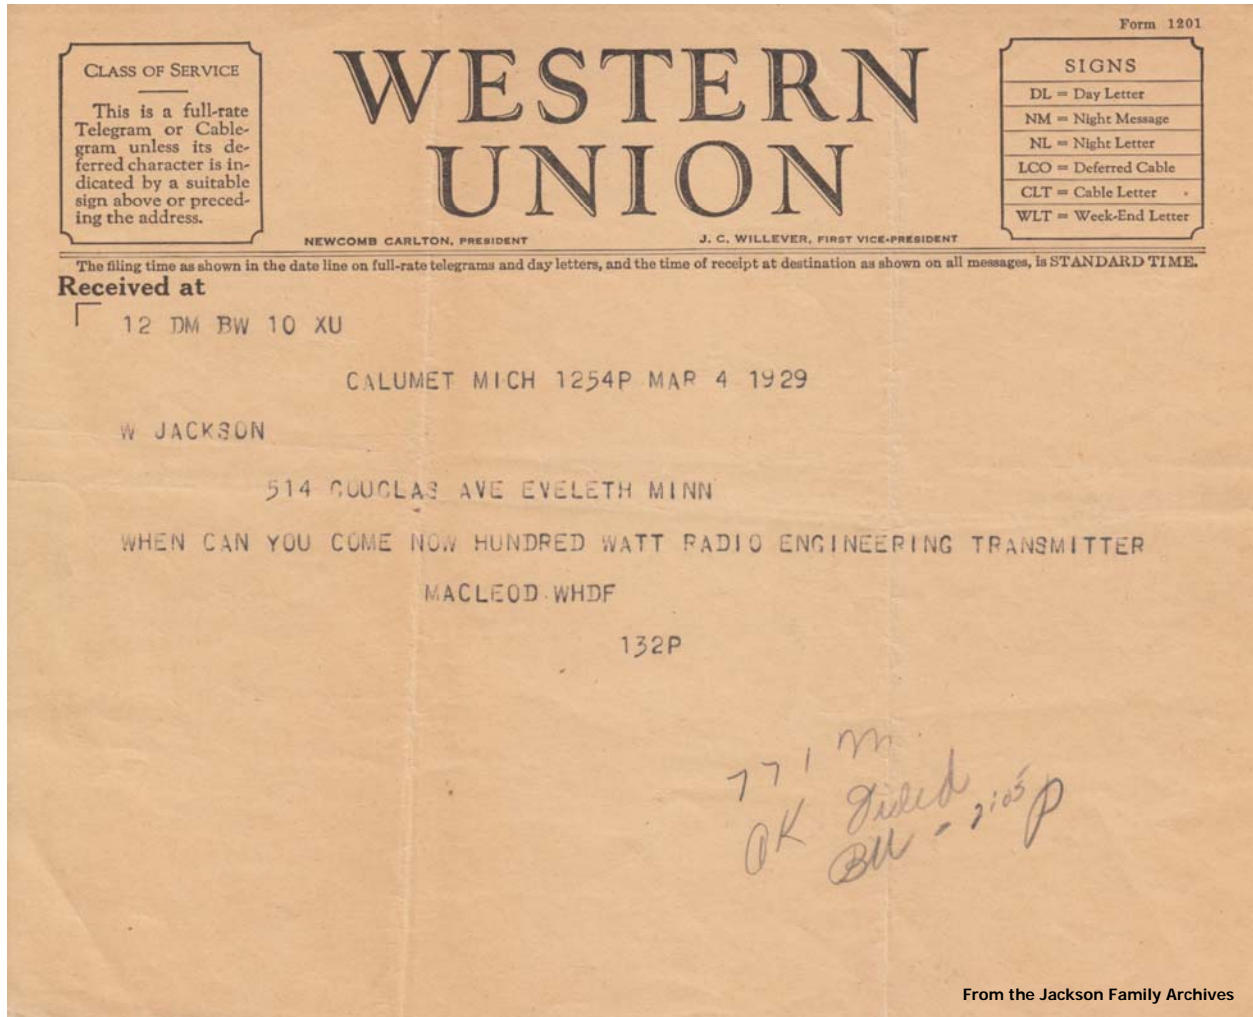 Form 1201
CLASS OF SERVICE
This is a full-rate
Telegram or Cable-
gram unless its de-
ferred character is in-
dicated by a suitable
sign above or preced-
ing the address.
WESTERN
UNION
NEWCOMB CARLTON, PRESIDENT
J. C. WILLEVER, FIRST VICE-PRESIDENT
SIGNS
DL = Day Letter
NM = Night Message
NL = Night Letter
LCO = Deferred Cable
CLT = Cable Letter
WLT = Week-End Letter
The filing time as shown in the date line on full-rate telegrams and day letters, and the time of receipt at destination as shown on all messages, is STANDARD TIME.
Received at
12 DM BW 10 XU
CALUMET MICH 1254P MAR 4 1929
W JACKSON
514 DOUGLAS AVE EVELETH MINN
WHEN CAN YOU COME NOW HUNDRED WATT RADIO ENGINEERING TRANSMITTER
MACLEOD WHDF
132P
771 M
OK
- 2:05 P
From the Jackson Family Archives